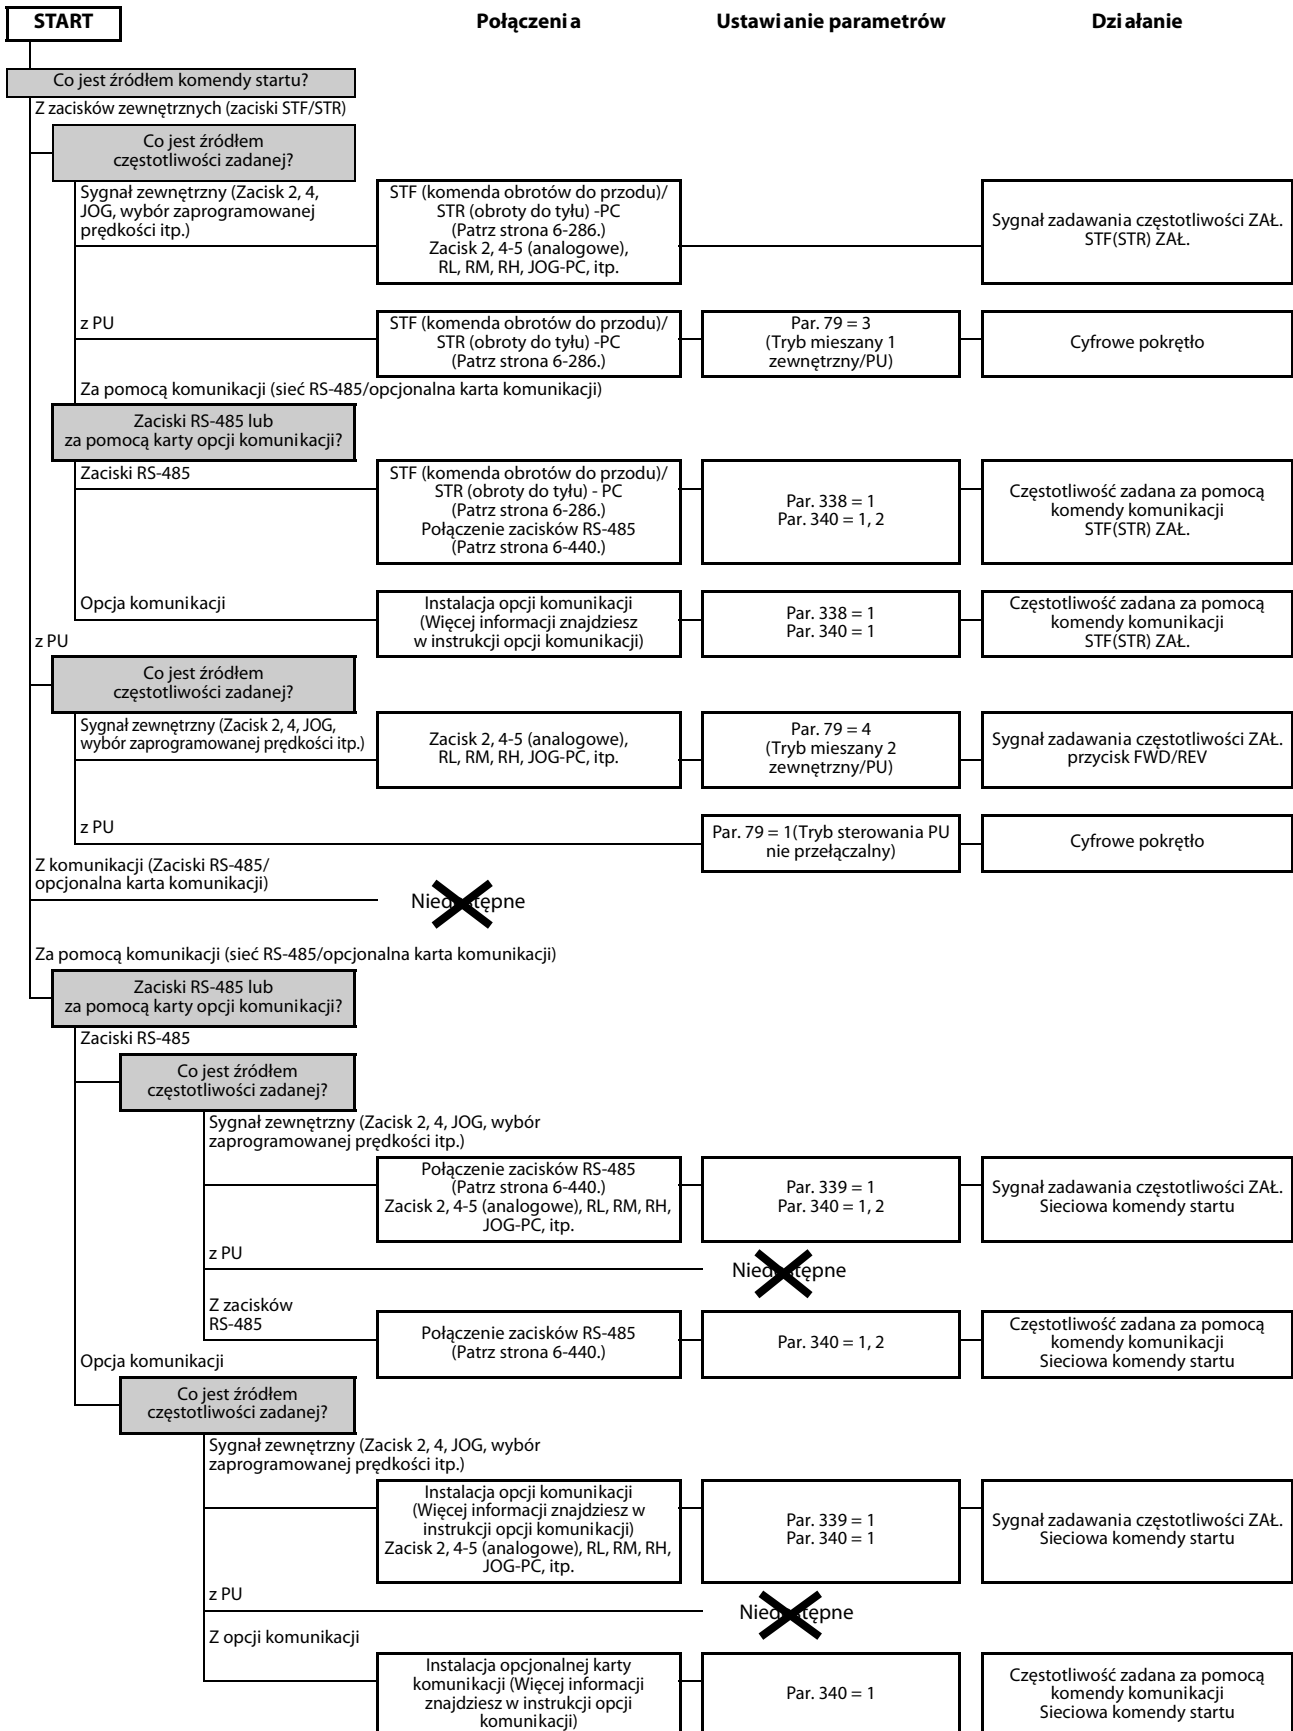 START
Połączenia
Ustawianie parametrów
Działanie
Co jest źródłem komendy startu?
Z zacisków zewnętrznych (zaciski STF/STR)
Co jest źródłem
częstotliwości zadanej?
Sygnał zewnętrzny (Zacisk 2, 4,
JOG, wybór zaprogramowanej
prędkości itp.)
STF (komenda obrotów do przodu)/
STR (obroty do tyłu) -PC
(Patrz strona 6-286.)
Zacisk 2, 4-5 (analogowe),
RL, RM, RH, JOG-PC, itp.
Sygnał zadawania częstotliwości ZAŁ.
STF(STR) ZAŁ.
z PU
STF (komenda obrotów do przodu)/
STR (obroty do tyłu) -PC
(Patrz strona 6-286.)
Par. 79 = 3
(Tryb mieszany 1
zewnętrzny/PU)
Cyfrowe pokrętło
Za pomocą komunikacji (sieć RS-485/opcjonalna karta komunikacji)
Zaciski RS-485 lub
za pomocą karty opcji komunikacji?
Zaciski RS-485
STF (komenda obrotów do przodu)/
STR (obroty do tyłu) - PC
(Patrz strona 6-286.)
Połączenie zacisków RS-485
(Patrz strona 6-440.)
Par. 338 = 1
Par. 340 = 1, 2
Częstotliwość zadana za pomocą
komendy komunikacji
STF(STR) ZAŁ.
Opcja komunikacji
Instalacja opcji komunikacji
(Więcej informacji znajdziesz
w instrukcji opcji komunikacji)
Par. 338 = 1
Par. 340 = 1
Częstotliwość zadana za pomocą
komendy komunikacji
STF(STR) ZAŁ.
z PU
Co jest źródłem
częstotliwości zadanej?
Sygnał zewnętrzny (Zacisk 2, 4, JOG,
wybór zaprogramowanej prędkości itp.)
Zacisk 2, 4-5 (analogowe),
RL, RM, RH, JOG-PC, itp.
Par. 79 = 4
(Tryb mieszany 2
zewnętrzny/PU)
Sygnał zadawania częstotliwości ZAŁ.
przycisk FWD/REV
z PU
Par. 79 = 1(Tryb sterowania PU
nie przełączalny)
Cyfrowe pokrętło
Z komunikacji (Zaciski RS-485/
opcjonalna karta komunikacji)
Niedostępne
Za pomocą komunikacji (sieć RS-485/opcjonalna karta komunikacji)
Zaciski RS-485 lub
za pomocą karty opcji komunikacji?
Zaciski RS-485
Co jest źródłem
częstotliwości zadanej?
Sygnał zewnętrzny (Zacisk 2, 4, JOG, wybór
zaprogramowanej prędkości itp.)
Połączenie zacisków RS-485
(Patrz strona 6-440.)
Zacisk 2, 4-5 (analogowe), RL, RM, RH,
JOG-PC, itp.
Par. 339 = 1
Par. 340 = 1, 2
Sygnał zadawania częstotliwości ZAŁ.
Sieciowa komendy startu
z PU
Niedostępne
Z zacisków
RS-485
Połączenie zacisków RS-485
(Patrz strona 6-440.)
Par. 340 = 1, 2
Częstotliwość zadana za pomocą
komendy komunikacji
Sieciowa komendy startu
Opcja komunikacji
Co jest źródłem
częstotliwości zadanej?
Sygnał zewnętrzny (Zacisk 2, 4, JOG, wybór
zaprogramowanej prędkości itp.)
Instalacja opcji komunikacji
(Więcej informacji znajdziesz w
instrukcji opcji komunikacji)
Zacisk 2, 4-5 (analogowe), RL, RM, RH,
JOG-PC, itp.
Par. 339 = 1
Par. 340 = 1
Sygnał zadawania częstotliwości ZAŁ.
Sieciowa komendy startu
z PU
Niedostępne
Z opcji komunikacji
Instalacja opcjonalnej karty
komunikacji (Więcej informacji
znajdziesz w instrukcji opcji
komunikacji)
Par. 340 = 1
Częstotliwość zadana za pomocą
komendy komunikacji
Sieciowa komendy startu